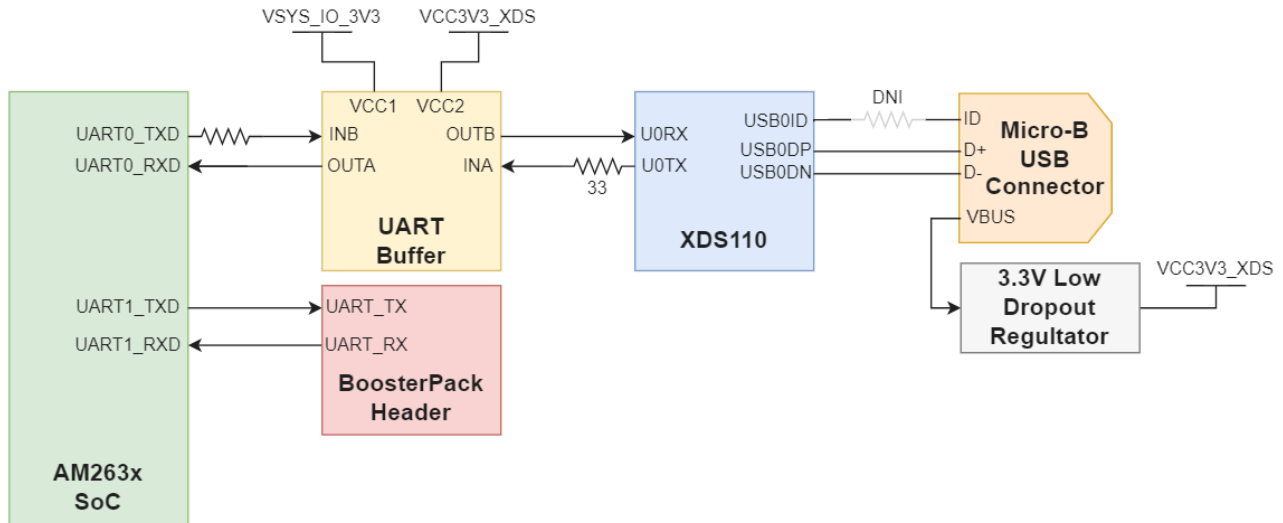 VSYS_IO_3V3
VCC3V3_XDS
VCC1
VCC2
UART0_TXD
INB
OUTB
U0RX
USB0ID
DNI
ID
UART0_RXD
OUTA
INA
33
U0TX
USB0DP
D+
USB0DN
D-
Micro-B
USB
Connector
VBUS
UART
Buffer
XDS110
3.3V Low
Dropout
Regultator
VCC3V3_XDS
UART1_TXD
UART_TX
UART1_RXD
UART_RX
BoosterPack
Header
AM263x
SoC